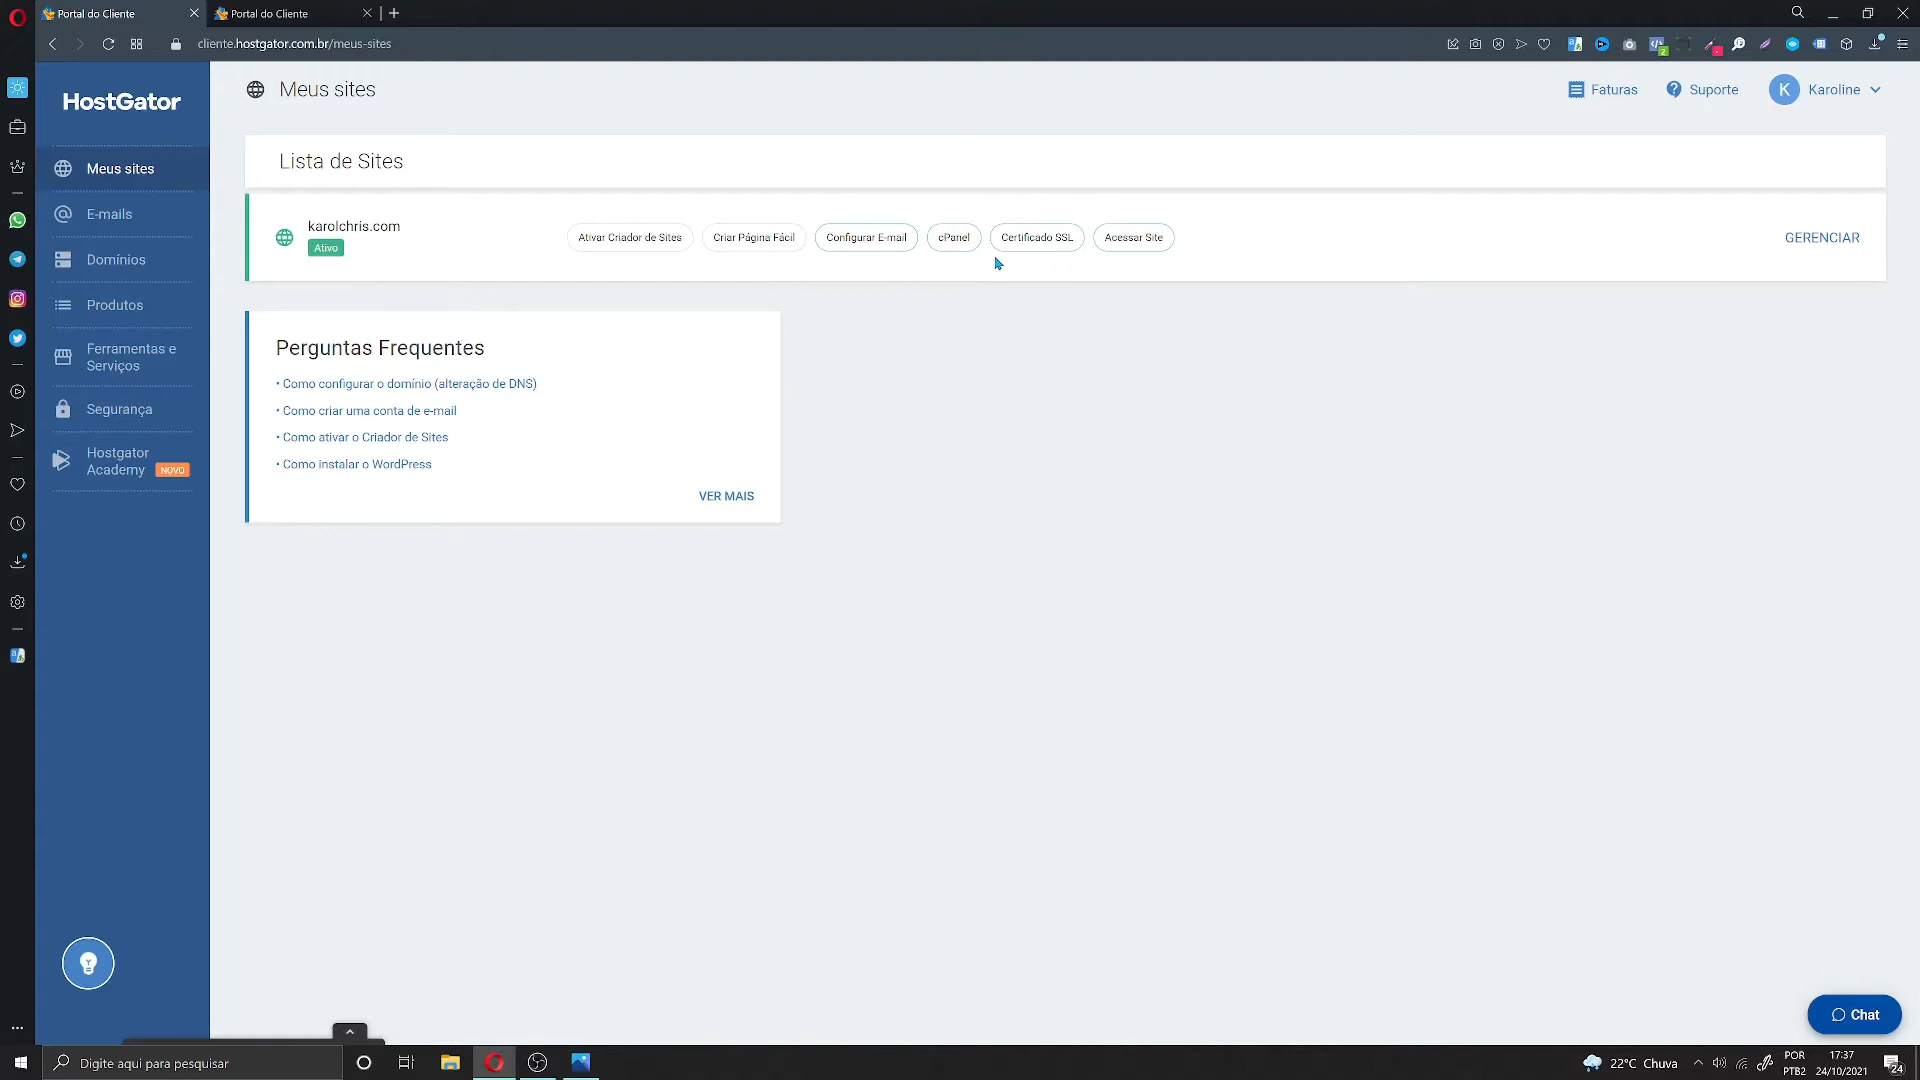 Portal do Cliente
Portal do Cliente
cliente.hostgator.com.br/meus-sites
HostGator
Meus sites
E-mails
Domínios
Produtos
Ferramentas e
Serviços
Segurança
Hostgator
Academy NOVO
Meus sites
Faturas
Suporte
K
Karoline
Lista de Sites
karolchris.com
Ativo
Ativar Criador de Sites
Criar Página Fácil
Configurar E-mail
cPanel
Certificado SSL
Acessar Site
GERENCIAR
Perguntas Frequentes
• Como configurar o domínio (alteração de DNS)
• Como criar uma conta de e-mail
• Como ativar o Criador de Sites
• Como instalar o WordPress
VER MAIS
Chat
Digite aqui para pesquisar
22°C Chuva
POR
PTB2
17:37
24/10/2021
24